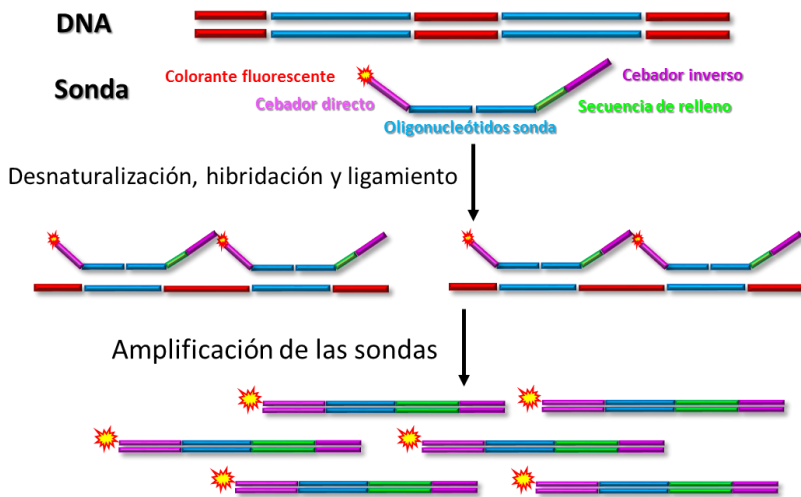 DNA
Sonda
Colorante fluorescente
Cebador inverso
Cebador directo
Secuencia de relleno
Oligonucleótidos sonda
Desnaturalización, hibridación y ligamiento
Amplificación de las sondas